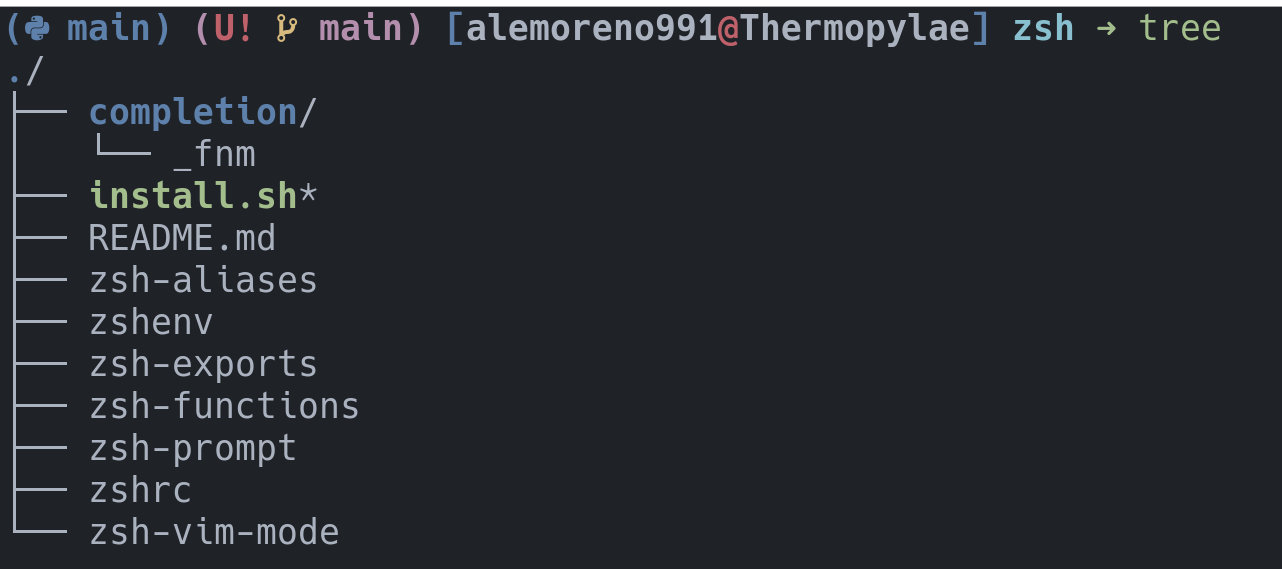 ( main) (U!  main) [alemoreno991@Thermopylae] zsh ➜ tree
./
├── completion/
│   └── _fnm
├── install.sh*
├── README.md
├── zsh-aliases
├── zshenv
├── zsh-exports
├── zsh-functions
├── zsh-prompt
├── zshrc
└── zsh-vim-mode